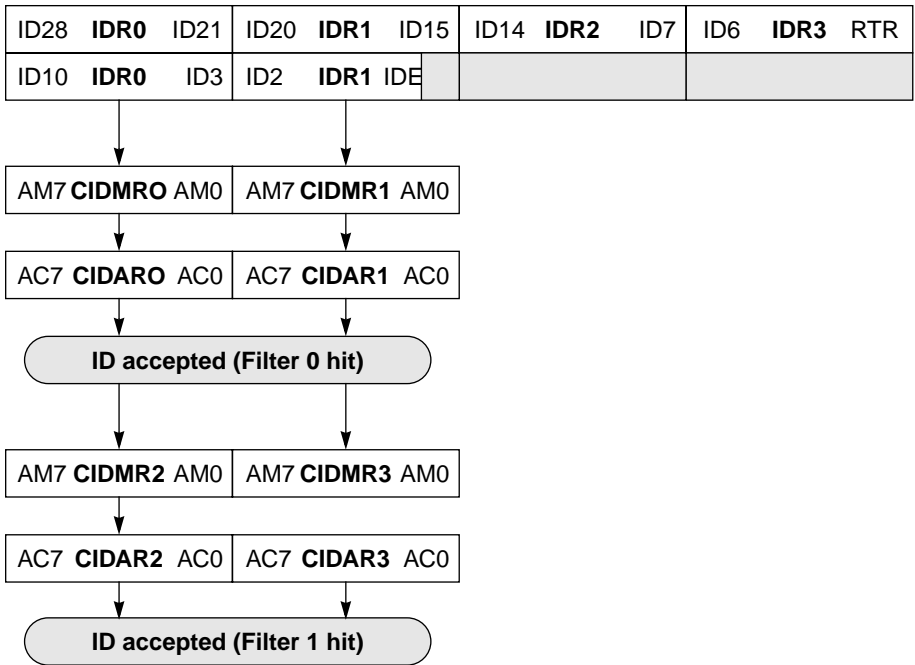 ID28 IDR0 ID21 ID20 IDR1 ID15 ID14 IDR2 ID7 ID6 IDR3 RTR
ID10 IDR0 ID3 ID2 IDR1 IDE
AM7 CIDMRO AM0 AM7 CIDMR1 AM0
AC7 CIDARO AC0 AC7 CIDAR1 AC0
ID accepted (Filter 0 hit)
AM7 CIDMR2 AM0 AM7 CIDMR3 AM0
AC7 CIDAR2 AC0 AC7 CIDAR3 AC0
ID accepted (Filter 1 hit)